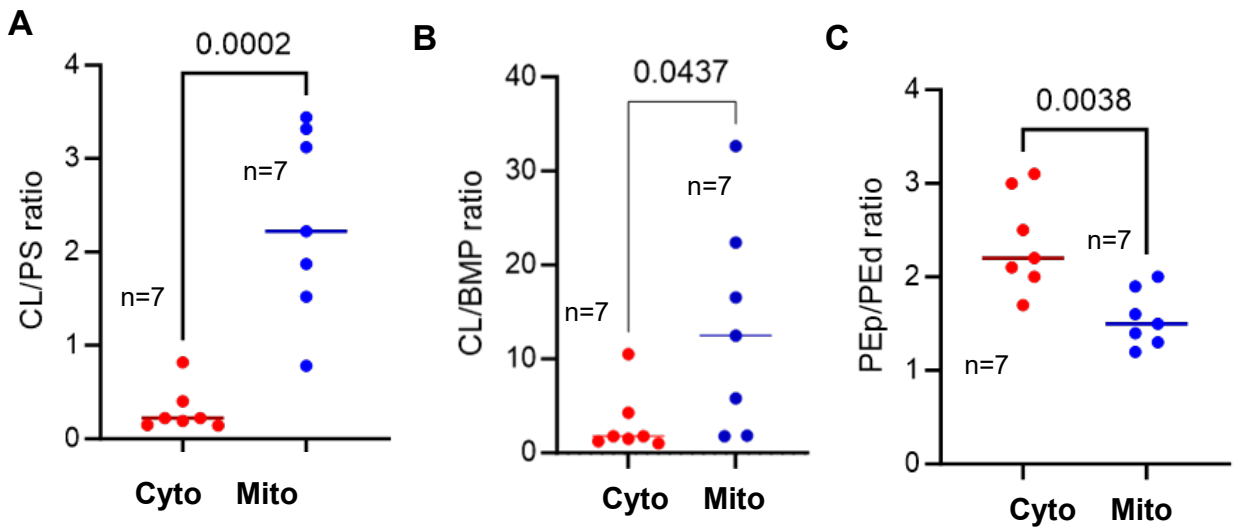 A
0.0002
4
3
2
1
0
CL/PS ratio
n=7
n=7
Cyto Mito
B
0.0437
40
30
20
10
0
CL/BMP ratio
n=7
n=7
Cyto Mito
C
0.0038
4
3
2
1
0
PEp/PEd ratio
n=7
n=7
Cyto Mito